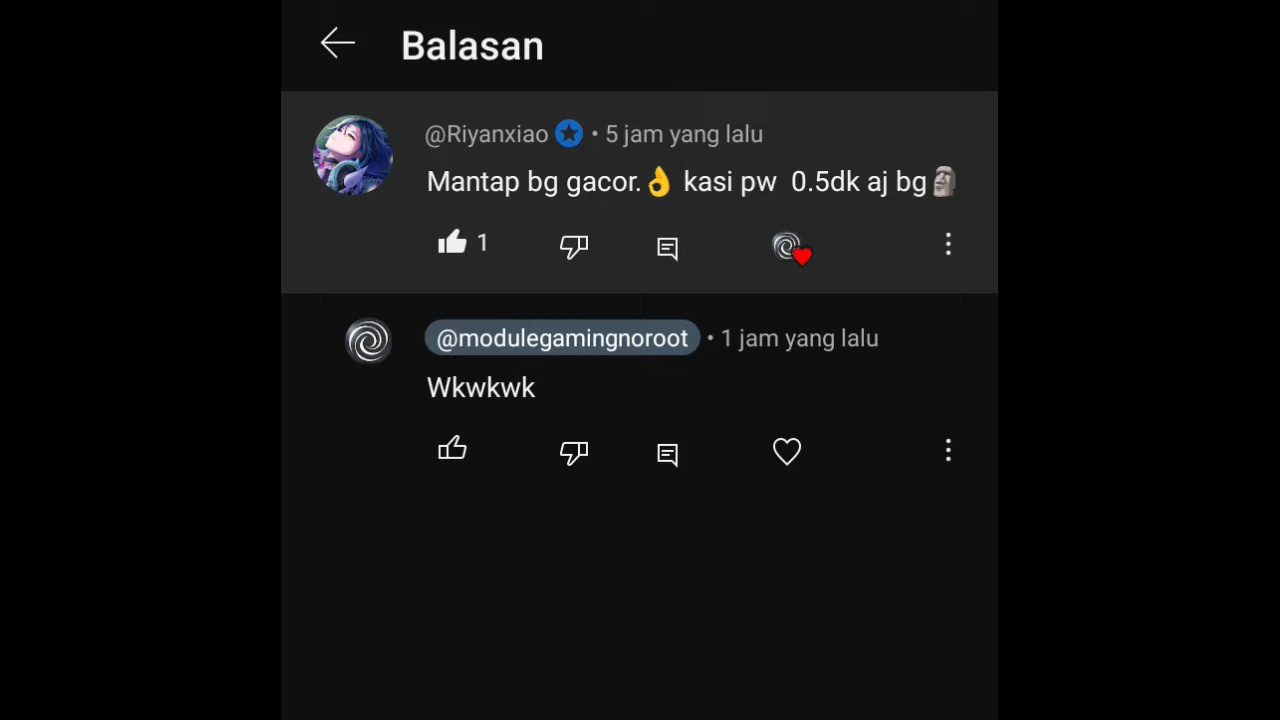 Balasan
@Riyanxiao • 5 jam yang lalu
Mantap bg gacor.👌 kasi pw 0.5dk aj bg🗿
1
@modulegamingnoroot • 1 jam yang lalu
Wkwkwk